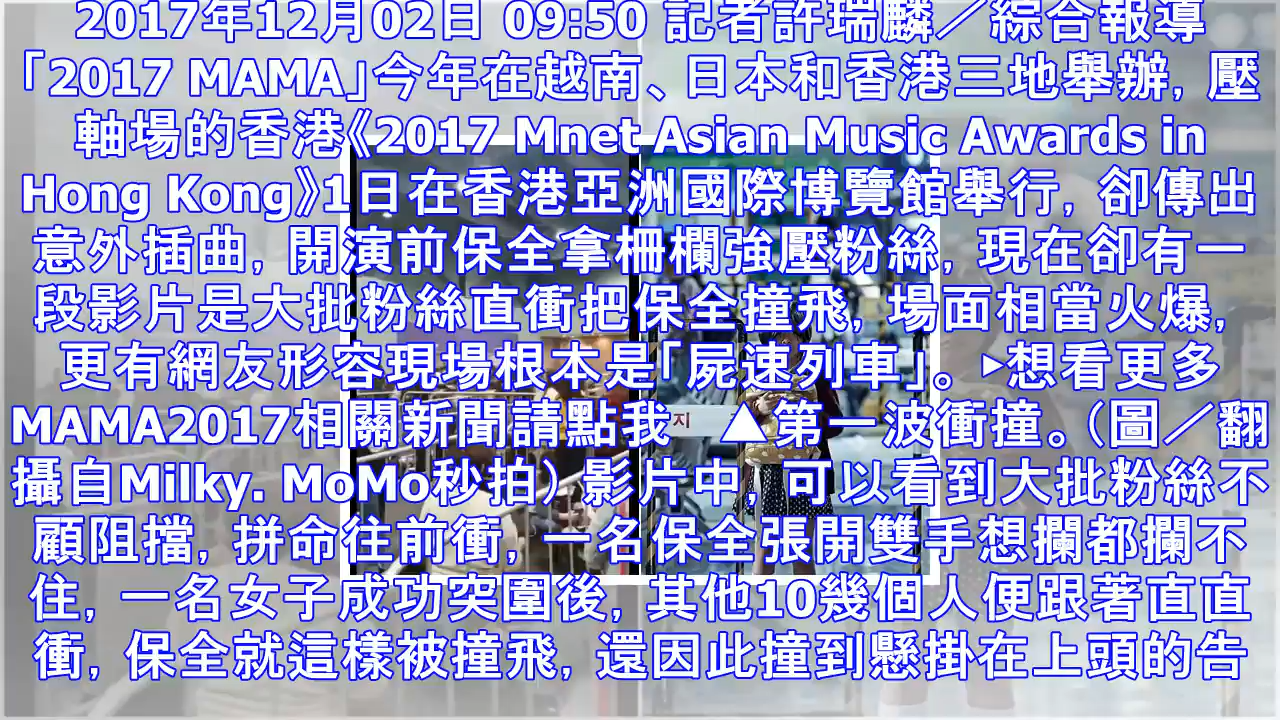 2017年12月02日 09:50 記者許瑞麟／綜合報導
「2017 MAMA」今年在越南、日本和香港三地舉辦, 壓
軸場的香港《2017 Mnet Asian Music Awards in
Hong Kong》1日在香港亞洲國際博覽館舉行, 卻傳出
意外插曲, 開演前保全拿柵欄強壓粉絲, 現在卻有一
段影片是大批粉絲直衝把保全撞飛, 場面相當火爆,
更有網友形容現場根本是「屍速列車」。 ‣想看更多
MAMA2017相關新聞請點我 ▲第一波衝撞。（圖／翻
攝自Milky. MoMo秒拍）影片中, 可以看到大批粉絲不
顧阻擋, 拼命往前衝, 一名保全張開雙手想攔都攔不
住, 一名女子成功突圍後, 其他10幾個人便跟著直直
衝, 保全就這樣被撞飛, 還因此撞到懸掛在上頭的告
지